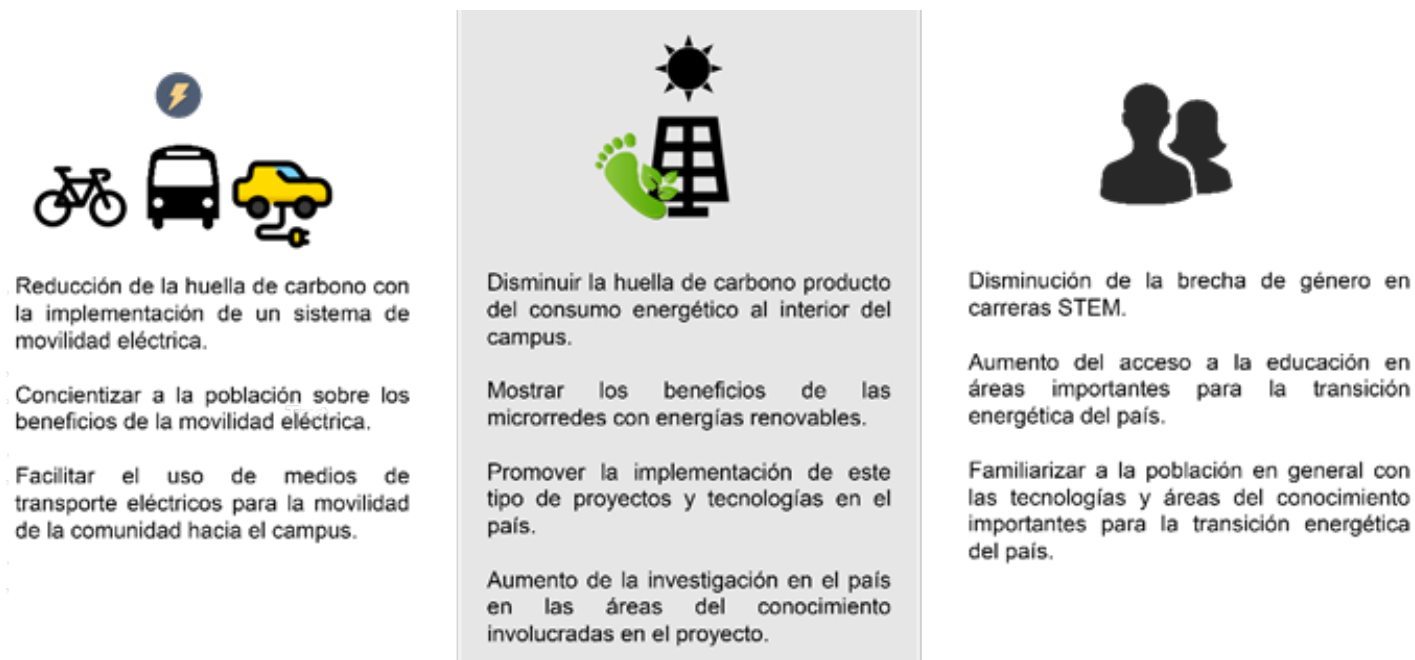 Reducción de la huella de carbono con
la implementación de un sistema de
movilidad eléctrica.
Concientizar a la población sobre los
beneficios de la movilidad eléctrica.
Facilitar el uso de medios de
transporte eléctricos para la movilidad
de la comunidad hacia el campus.
Disminuir la huella de carbono producto
del consumo energético al interior del
campus.
Mostrar los beneficios de las
microrredes con energías renovables.
Promover la implementación de este
tipo de proyectos y tecnologías en el
país.
Aumento de la investigación en el país
en las áreas del conocimiento
involucradas en el proyecto.
Disminución de la brecha de género en
carreras STEM.
Aumento del acceso a la educación en
áreas importantes para la transición
energética del país.
Familiarizar a la población en general con
las tecnologías y áreas del conocimiento
importantes para la transición energética
del país.